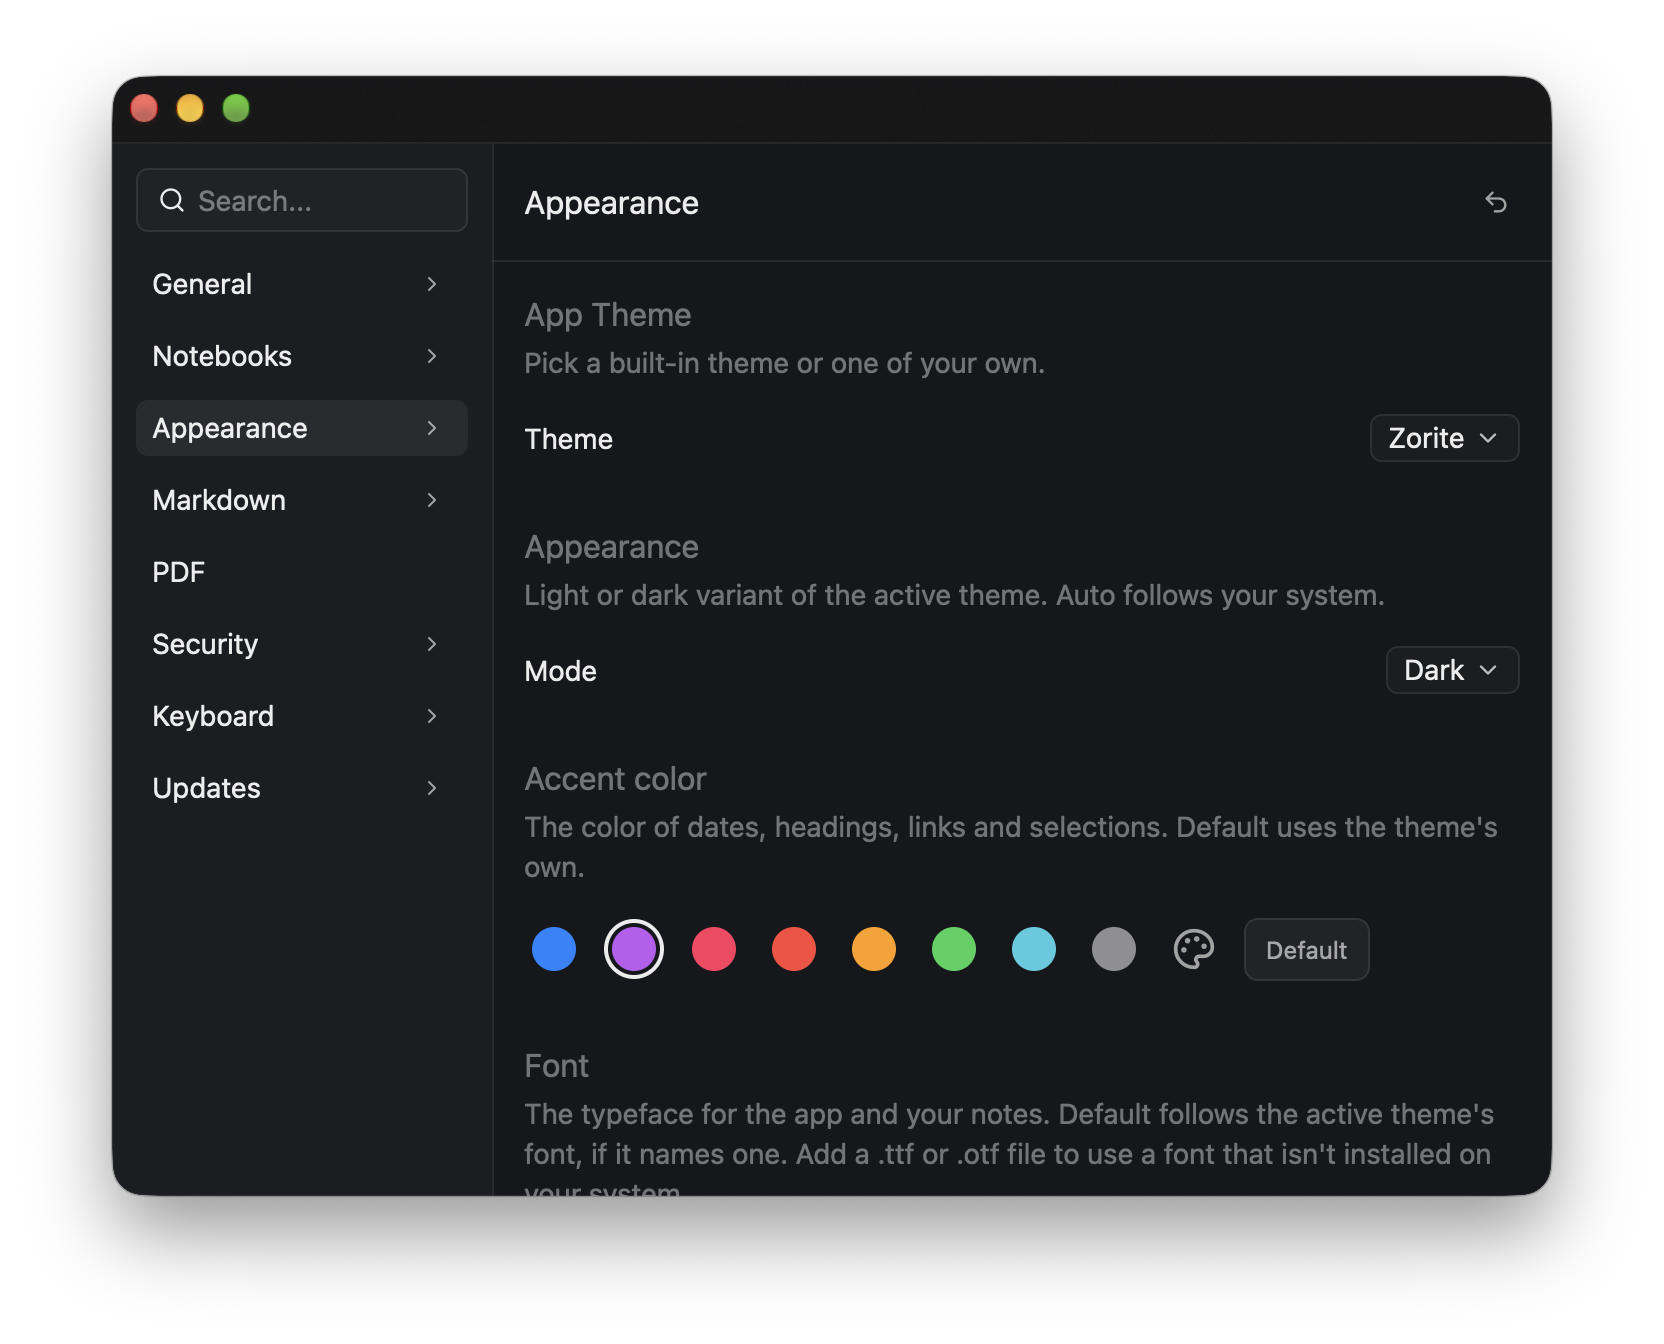 Search...
General
Notebooks
Appearance
Markdown
PDF
Security
Keyboard
Updates
Appearance
App Theme
Pick a built-in theme or one of your own.
Theme
Zorite
Appearance
Light or dark variant of the active theme. Auto follows your system.
Mode
Dark
Accent color
The color of dates, headings, links and selections. Default uses the theme's
own.
Default
Font
The typeface for the app and your notes. Default follows the active theme's
font, if it names one. Add a .ttf or .otf file to use a font that isn't installed on
your system.